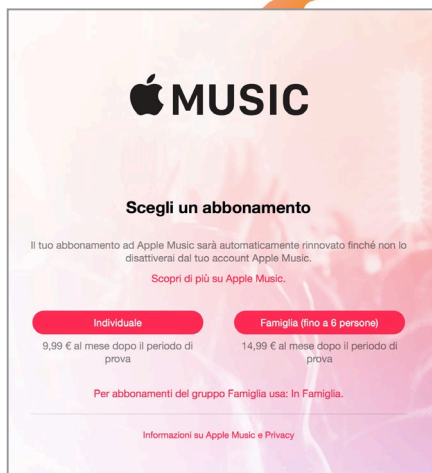 MUSIC
Scegli un abbonamento
Il tuo abbonamento ad Apple Music sarà automaticamente rinnovato finché non lo
disattiverai dal tuo account Apple Music.
Scopri di più su Apple Music.
Individuale
Famiglia (fino a 6 persone)
9,99 € al mese dopo il periodo di
prova
14,99 € al mese dopo il periodo di
prova
Per abbonamenti del gruppo Famiglia usa: In Famiglia.
Informazioni su Apple Music e Privacy